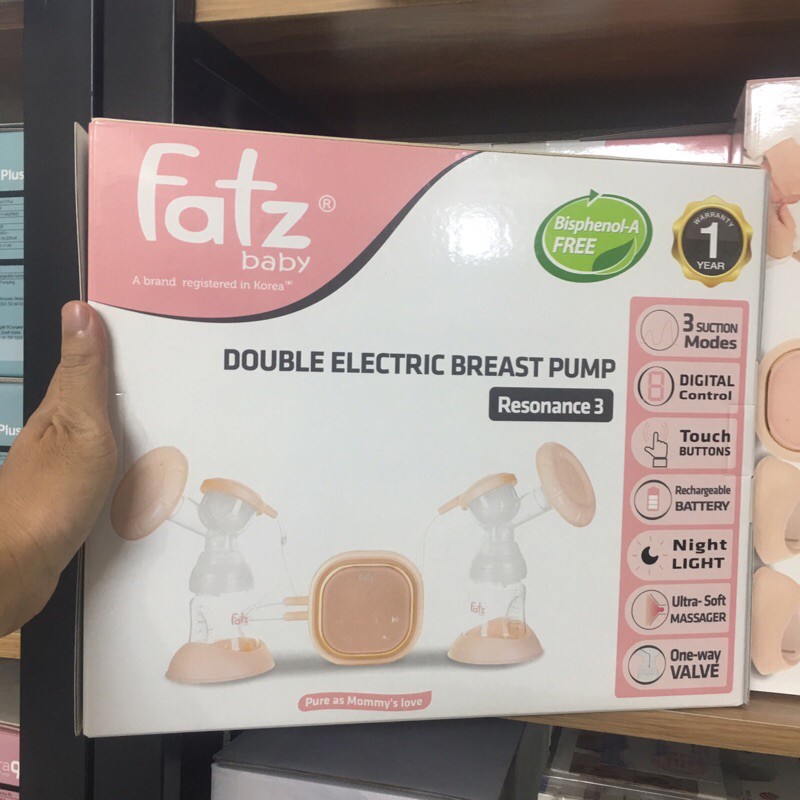 Fatz®
baby
A brand registered in Korea™
Bisphenol-A
FREE
WARRANTY
1
YEAR
DOUBLE ELECTRIC BREAST PUMP
Resonance 3
3 SUCTION
Modes
DIGITAL
Control
Touch
BUTTONS
Rechargeable
BATTERY
Night
LIGHT
Ultra-Soft
MASSAGER
One-way
VALVE
Fatz
Fatz
Pure as Mommy's love
Plus
Plus